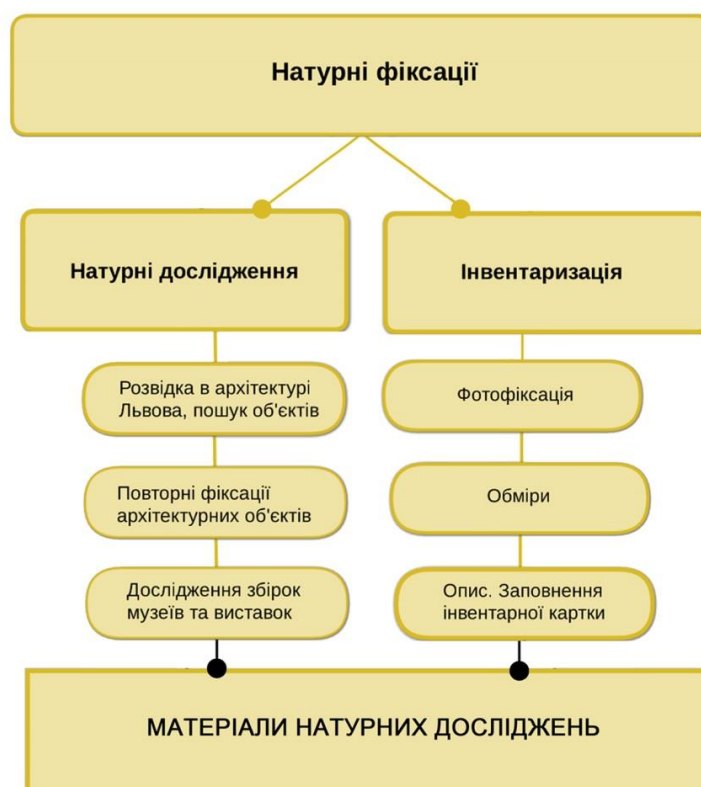 Натурні фіксації
Натурні дослідження
Інвентаризація
Розвідка в архітектурі
Львова, пошук об'єктів
Фотофіксація
Повторні фіксації
архітектурних об'єктів
Обміри
Дослідження збірок
музеїв та виставок
Опис. Заповнення
інвентарної картки
МАТЕРІАЛИ НАТУРНИХ ДОСЛІДЖЕНЬ